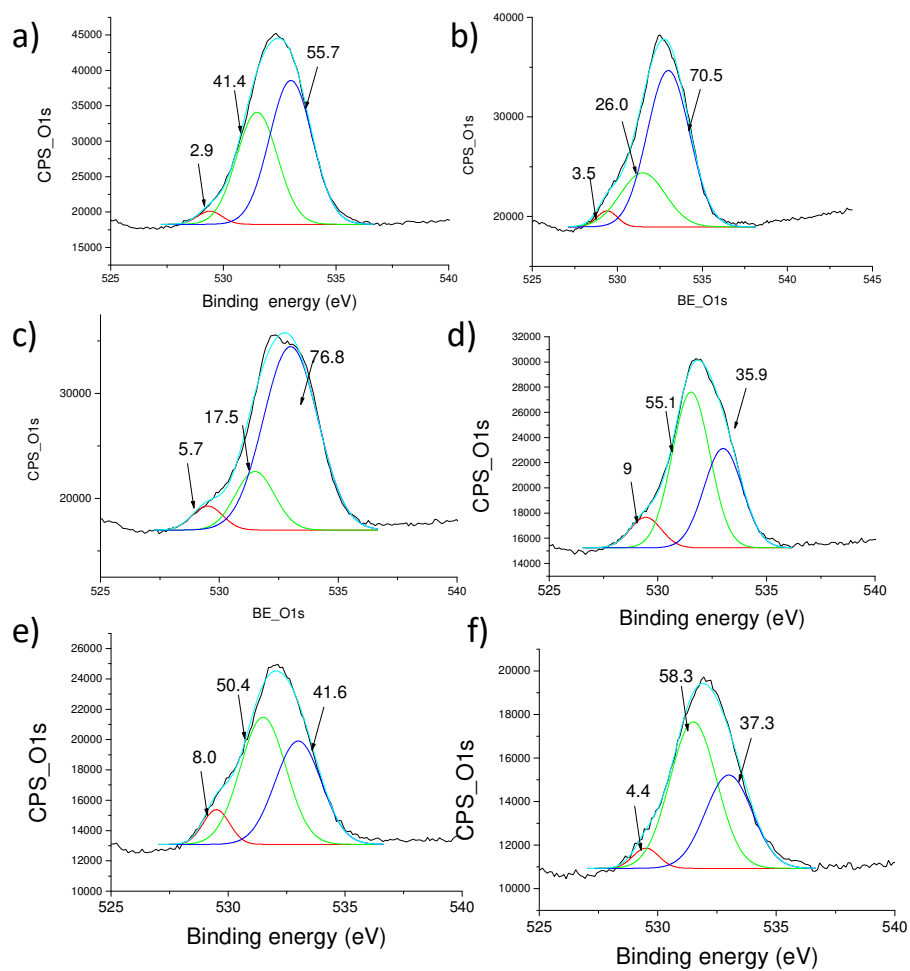 a)
CPS_O1s
45000
40000
35000
30000
25000
20000
15000
55.7
41.4
2.9
525 530 535 540
Binding energy (eV)
b)
CPS_O1s
40000
30000
20000
70.5
26.0
3.5
525 530 535 540 545
BE_O1s
c)
CPS_O1s
30000
20000
76.8
17.5
5.7
525 530 535 540
BE_O1s
d)
CPS_O1s
32000
30000
28000
26000
24000
22000
20000
18000
16000
14000
35.9
55.1
9
525 530 535 540
Binding energy (eV)
e)
CPS_O1s
28000
26000
24000
22000
20000
18000
16000
14000
12000
10000
50.4
41.6
8.0
525 530 535 540
Binding energy (eV)
f)
CPS_O1s
20000
18000
16000
14000
12000
10000
58.3
37.3
4.4
525 530 535 540
Binding energy (eV)